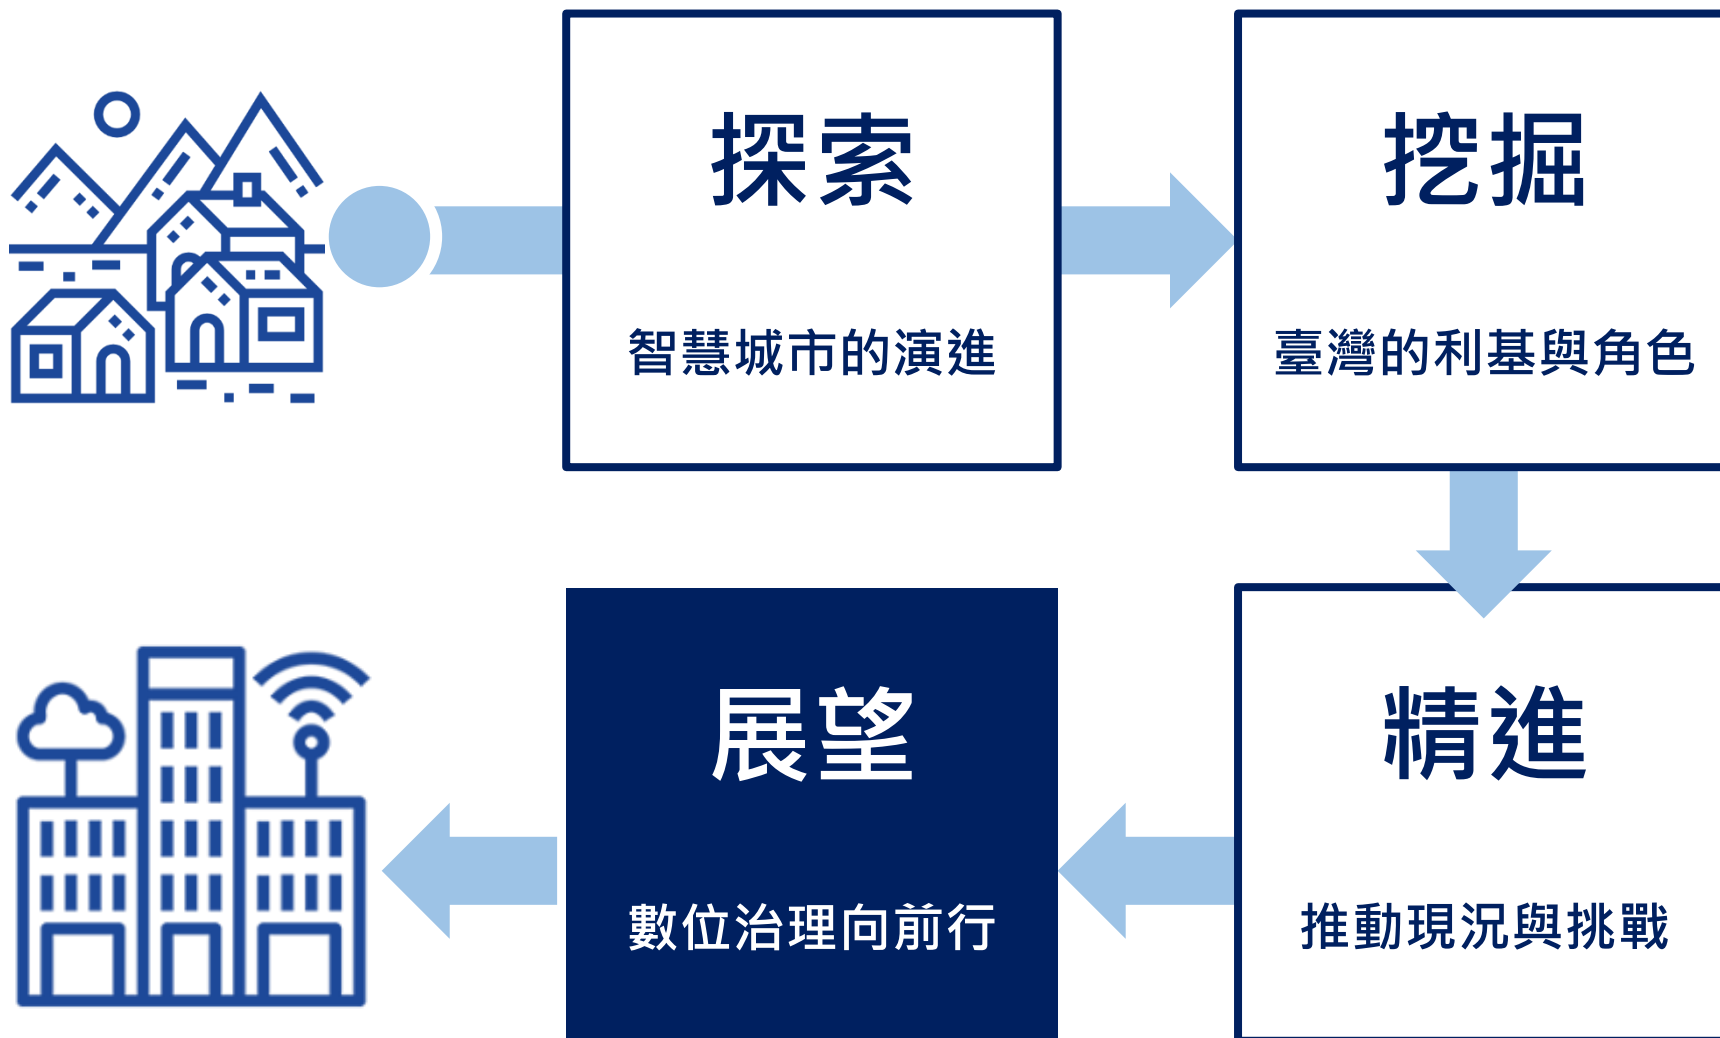 探索
智慧城市的演進
挖掘
臺灣的利基與角色
精進
推動現況與挑戰
展望
數位治理向前行